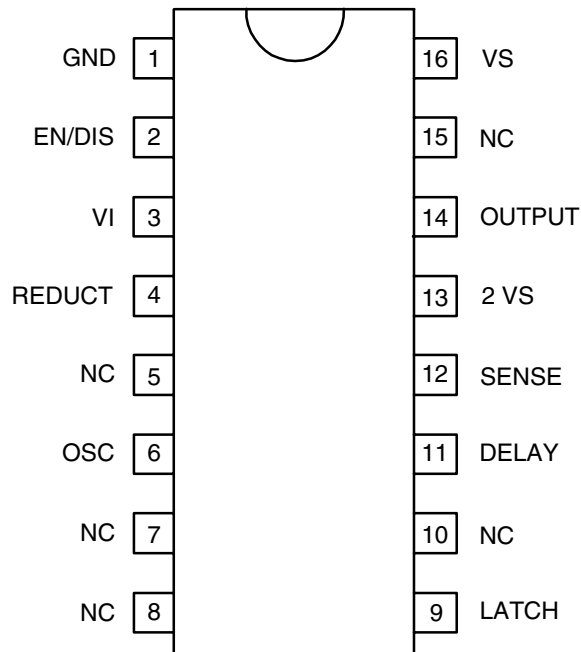 GND 1 16 VS
EN/DIS 2 15 NC
VI 3 14 OUTPUT
REDUCT 4 13 2 VS
NC 5 12 SENSE
OSC 6 11 DELAY
NC 7 10 NC
NC 8 9 LATCH